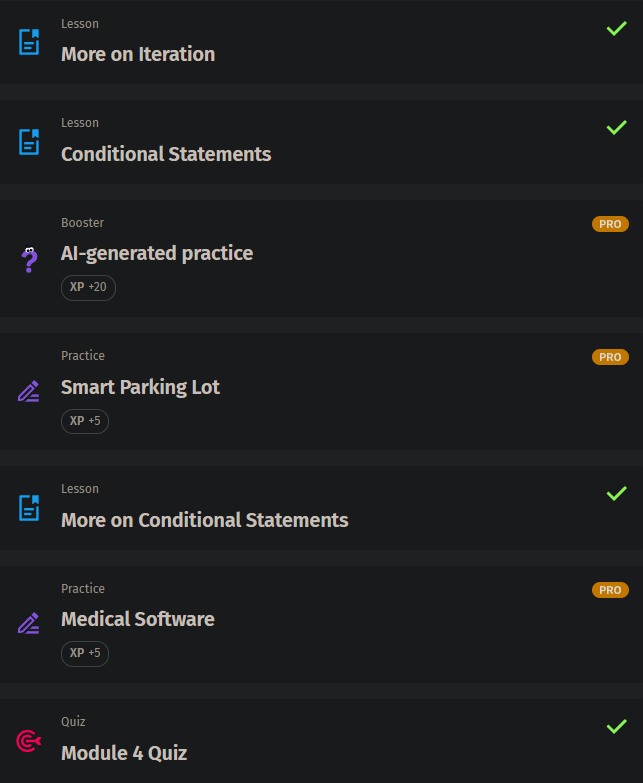 Lesson
More on Iteration
Lesson
Conditional Statements
Booster
PRO
AI-generated practice
XP +20
Practice
PRO
Smart Parking Lot
XP +5
Lesson
More on Conditional Statements
Practice
PRO
Medical Software
XP +5
Quiz
Module 4 Quiz